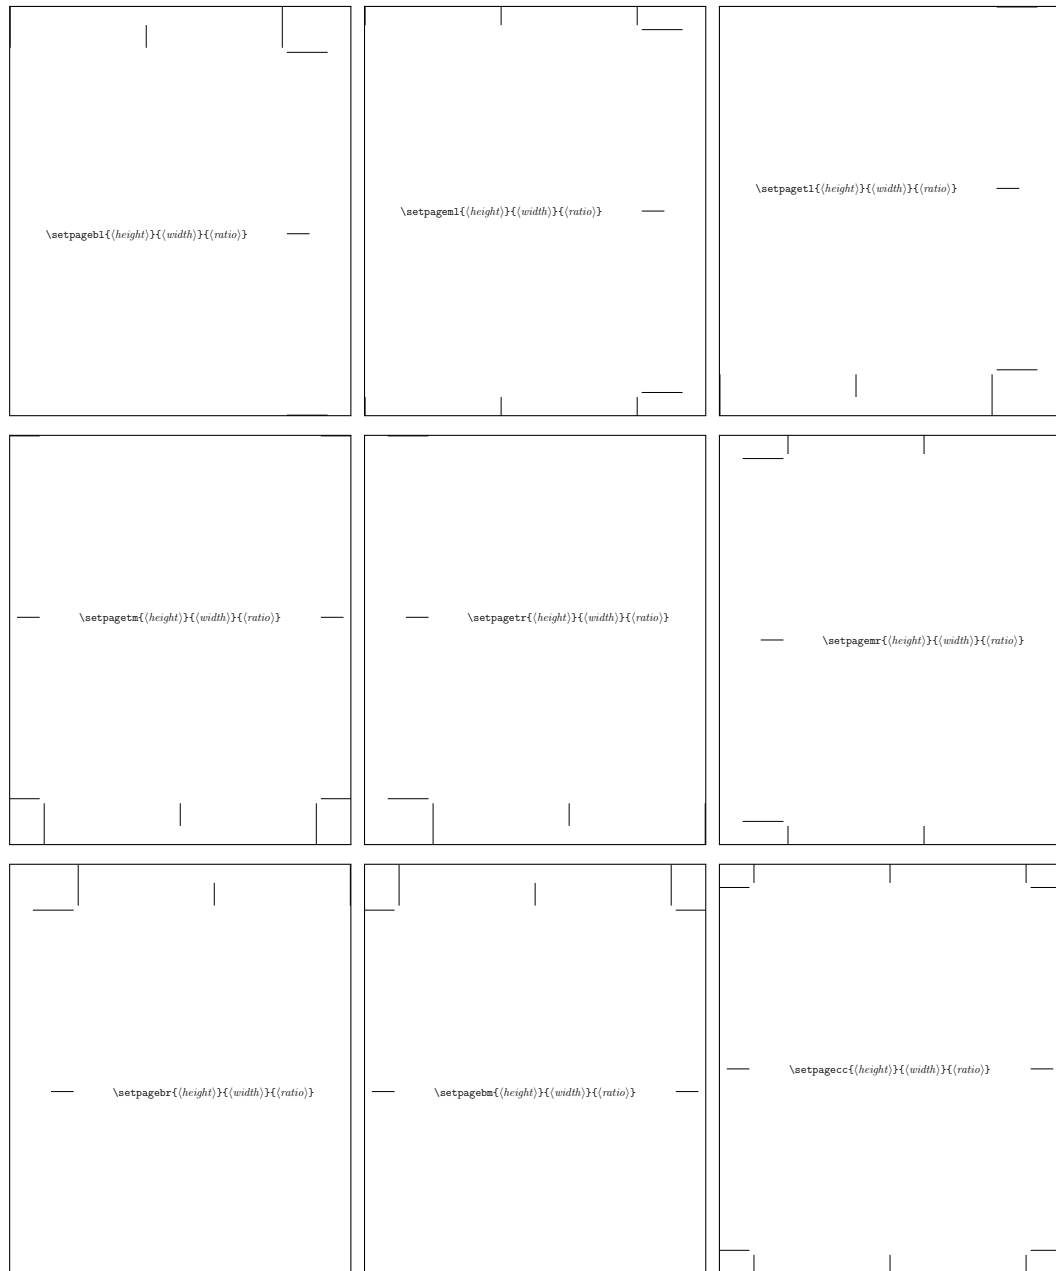 \setpagebl{⟨height⟩}{⟨width⟩}{⟨ratio⟩}
\setpageml{⟨height⟩}{⟨width⟩}{⟨ratio⟩}
\setpagetl{⟨height⟩}{⟨width⟩}{⟨ratio⟩}
\setpagetm{⟨height⟩}{⟨width⟩}{⟨ratio⟩}
\setpagetr{⟨height⟩}{⟨width⟩}{⟨ratio⟩}
\setpagemr{⟨height⟩}{⟨width⟩}{⟨ratio⟩}
\setpagebr{⟨height⟩}{⟨width⟩}{⟨ratio⟩}
\setpagebm{⟨height⟩}{⟨width⟩}{⟨ratio⟩}
\setpagecc{⟨height⟩}{⟨width⟩}{⟨ratio⟩}